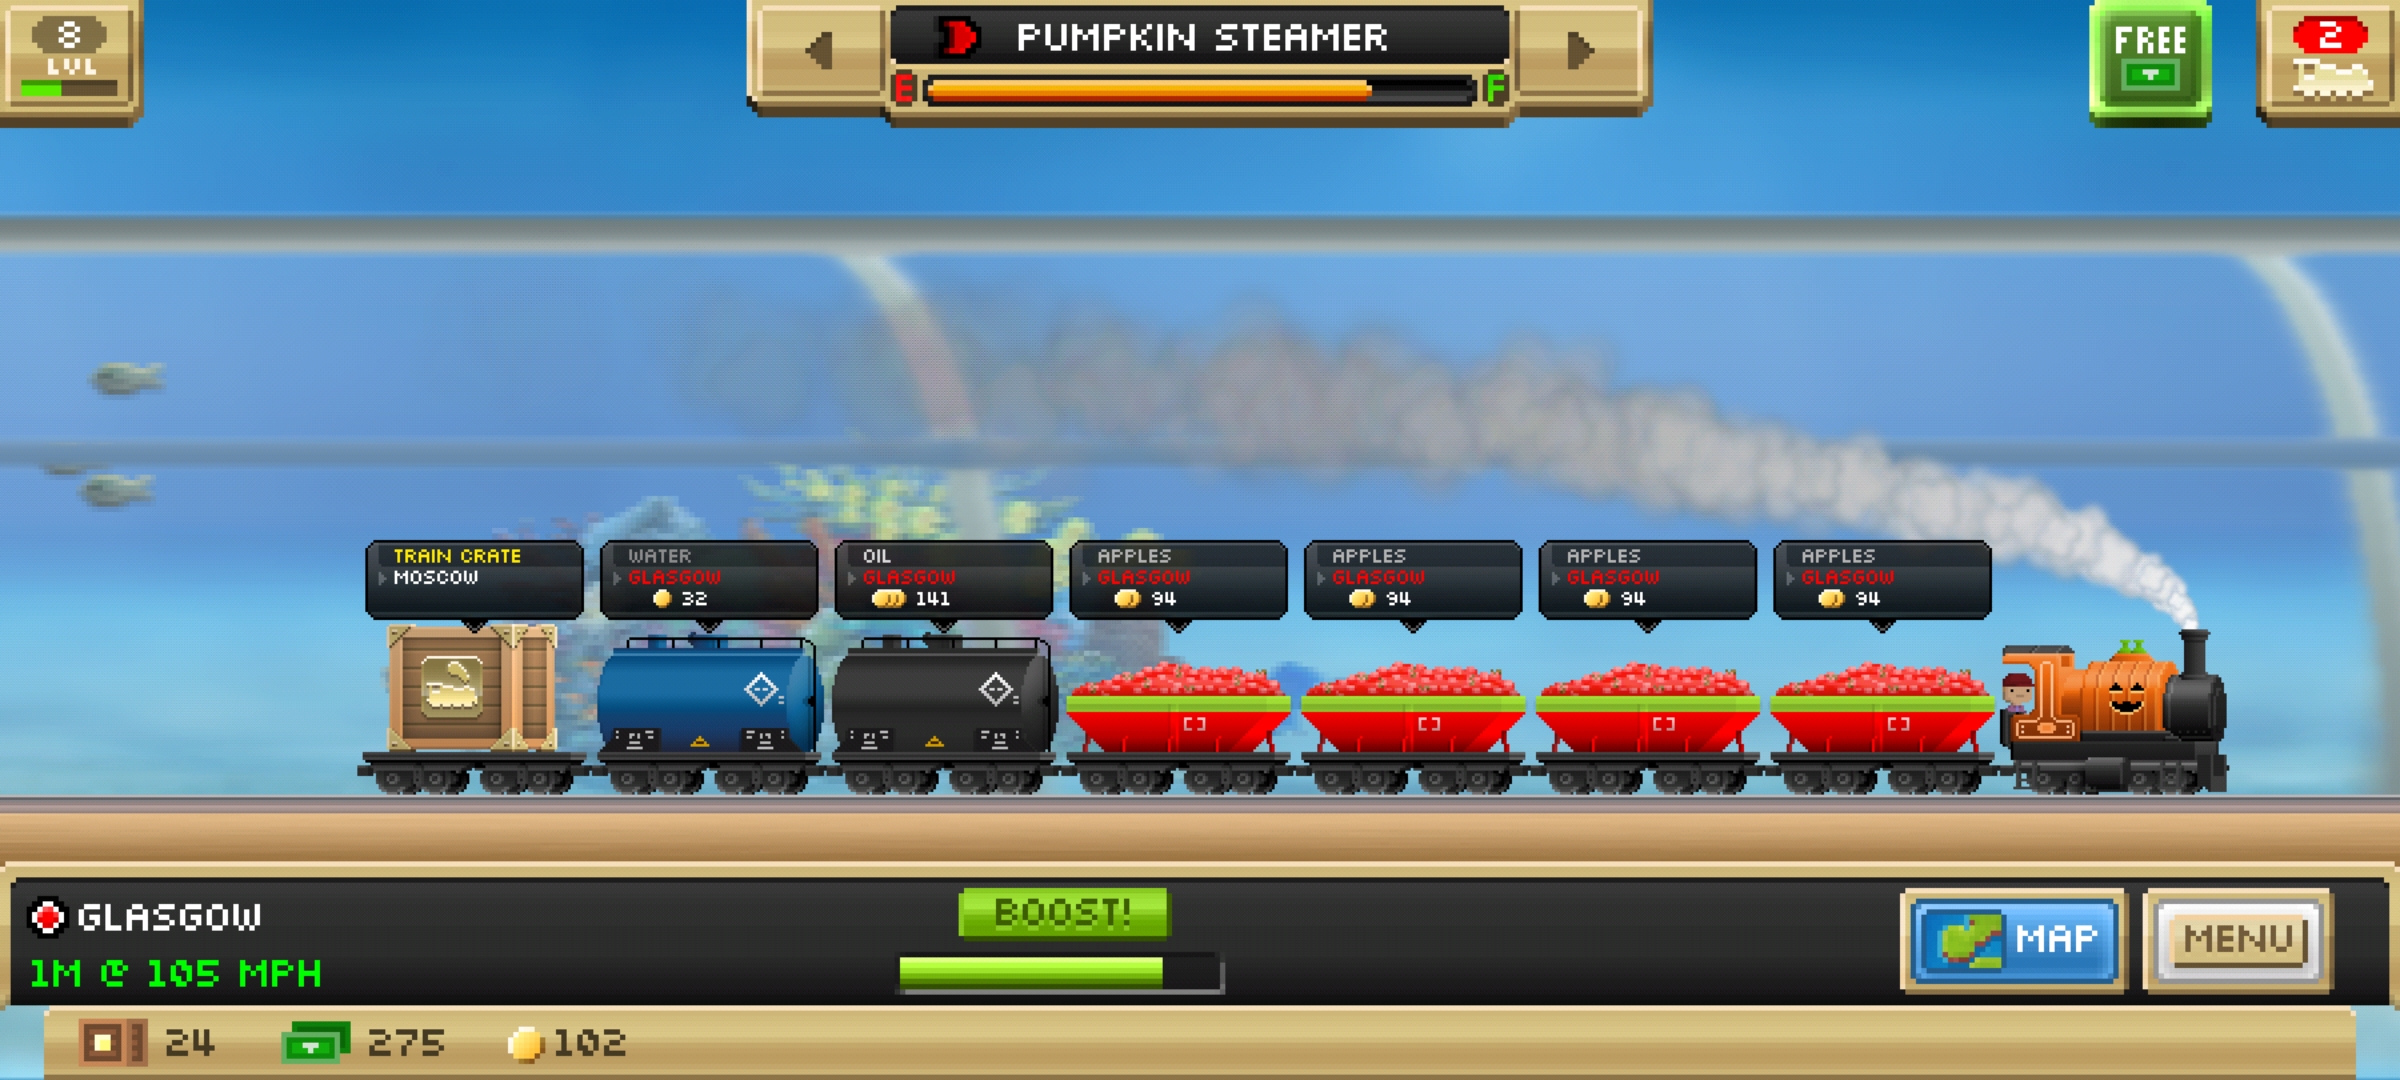 8
LVL
PUMPKIN STEAMER
E F
FREE
2
TRAIN CRATE
MOSCOW
WATER
GLASGOW
32
OIL
GLASGOW
141
APPLES
GLASGOW
94
APPLES
GLASGOW
94
APPLES
GLASGOW
94
APPLES
GLASGOW
94
GLASGOW
1M @ 105 MPH
BOOST!
MAP
MENU
24
275
102